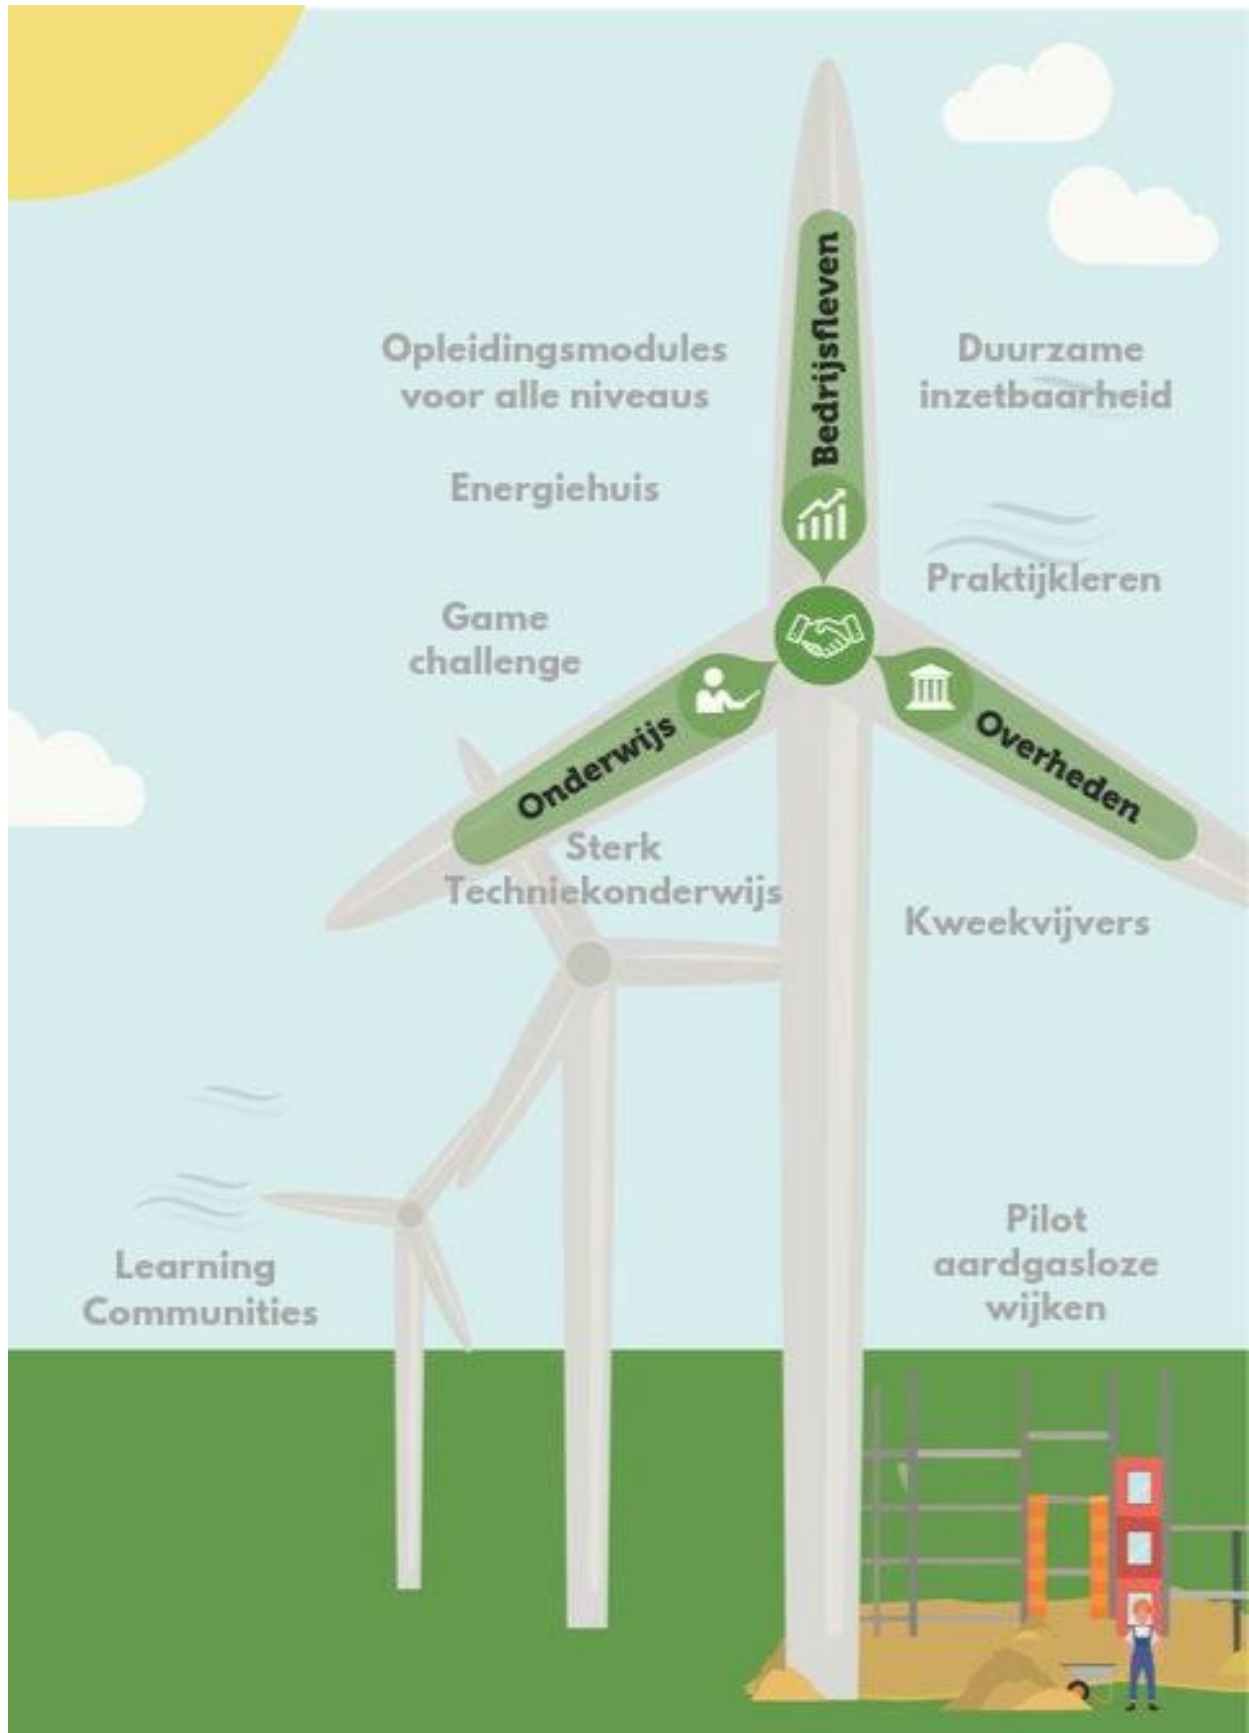 Bedrijsfleven
Opleidingsmodules
voor alle niveaus
Duurzame
inzetbaarheid
Energiehuis
Praktijkleren
Game
challenge
Onderwijs
Overheden
Sterk
Techniekonderwijs
Kweekvijvers
Learning
Communities
Pilot
aardgasloze
wijken